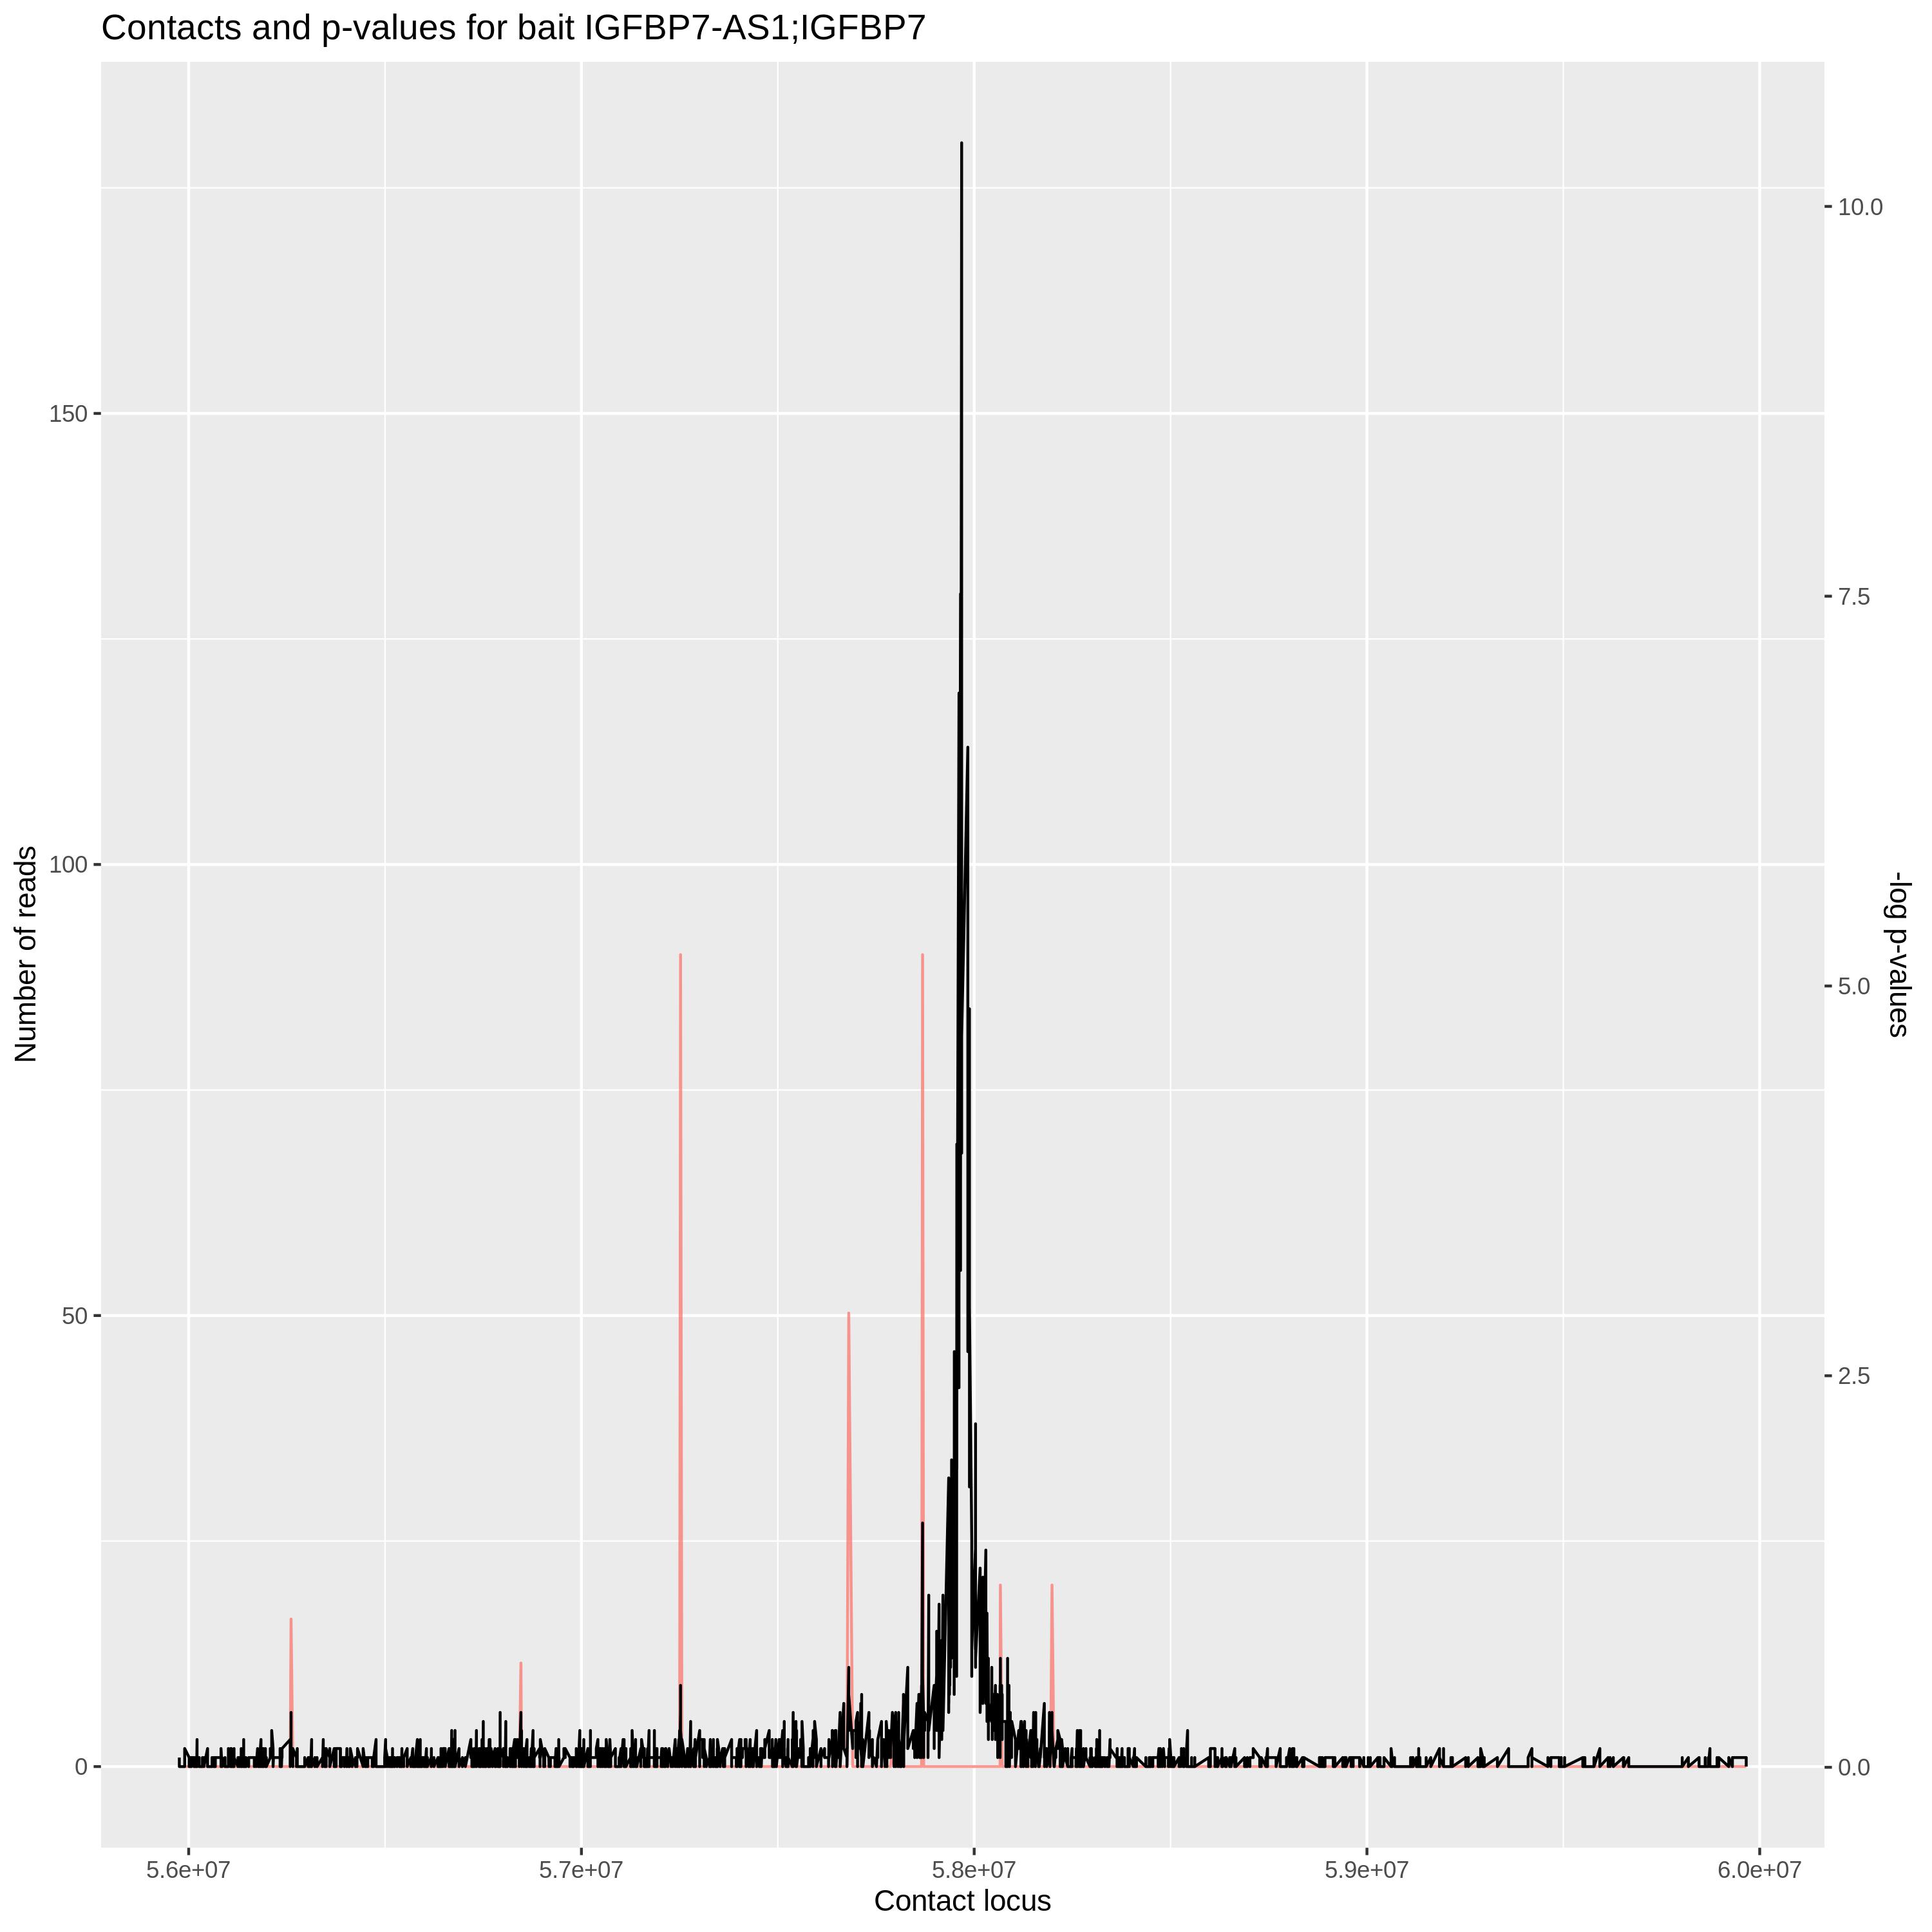 Contacts and p-values for bait IGFBP7-AS1;IGFBP7
Number of reads
150
100
50
0
10.0
7.5
5.0
2.5
0.0
-log p-values
5.6e+07 5.7e+07 5.8e+07 5.9e+07 6.0e+07
Contact locus